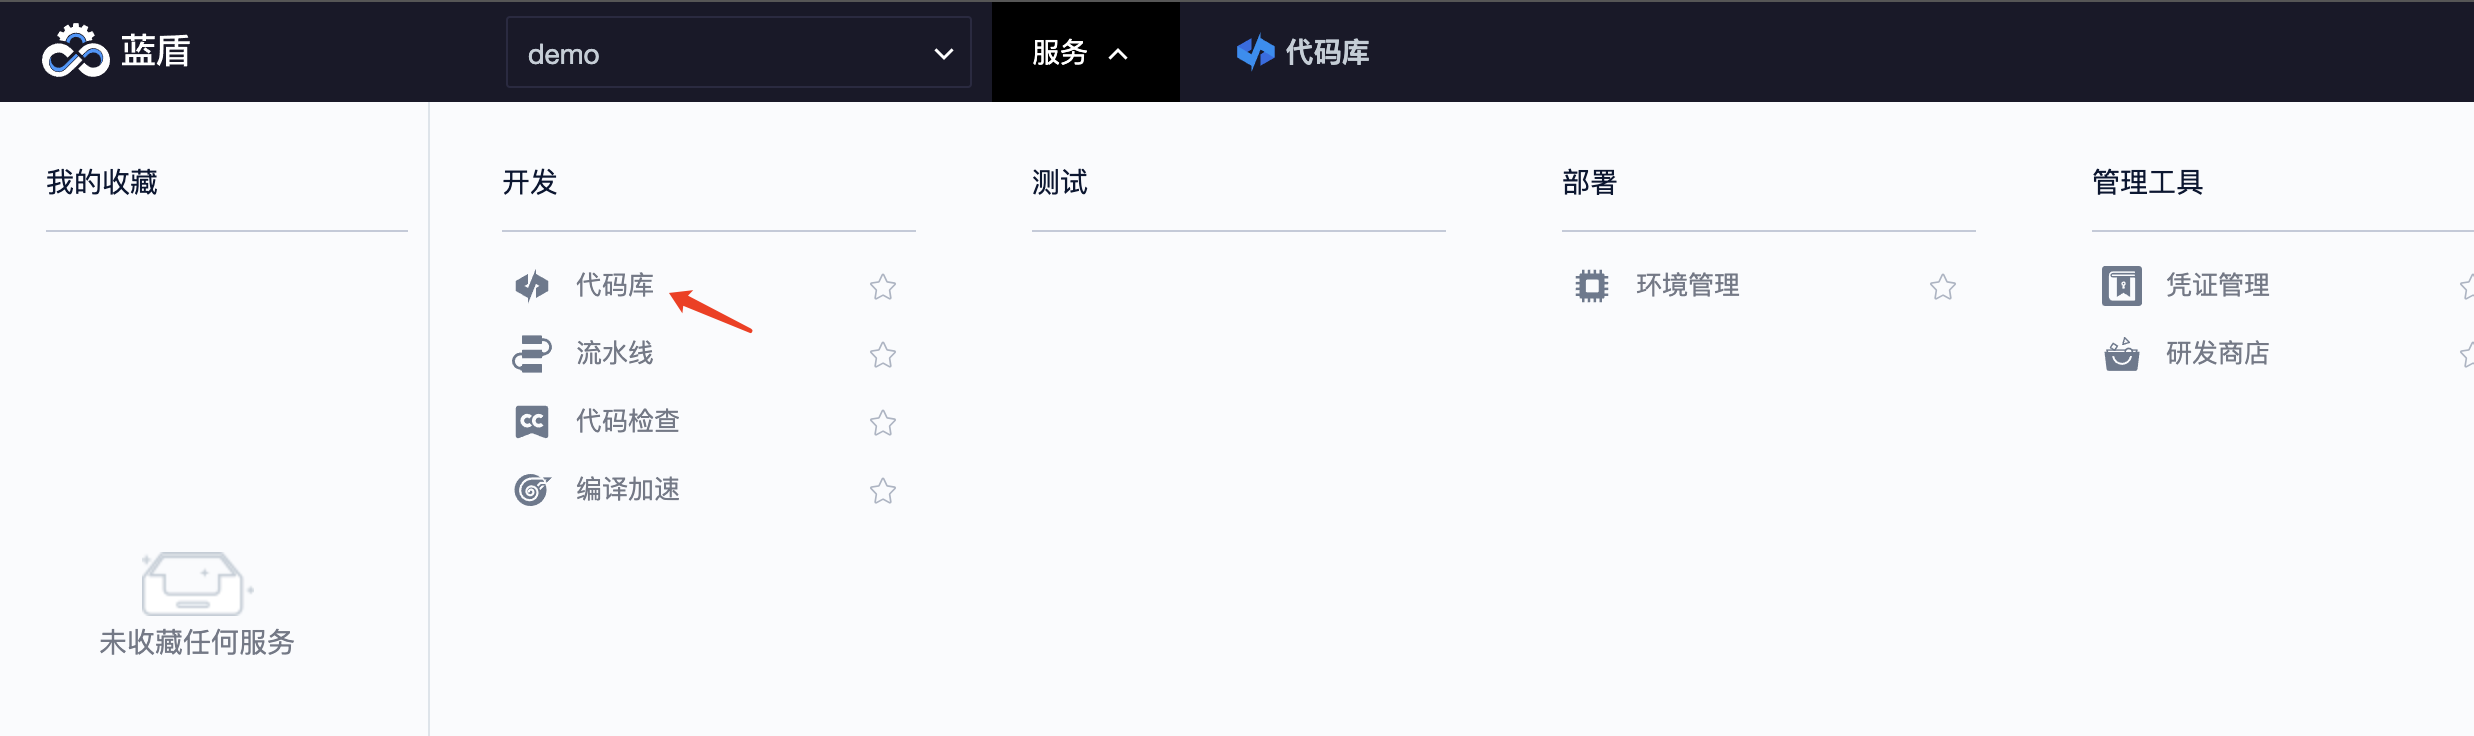 蓝盾
demo
服务
代码库
我的收藏
未收藏任何服务
开发
代码库
流水线
CC
代码检查
编译加速
测试
部署
环境管理
管理工具
凭证管理
研发商店